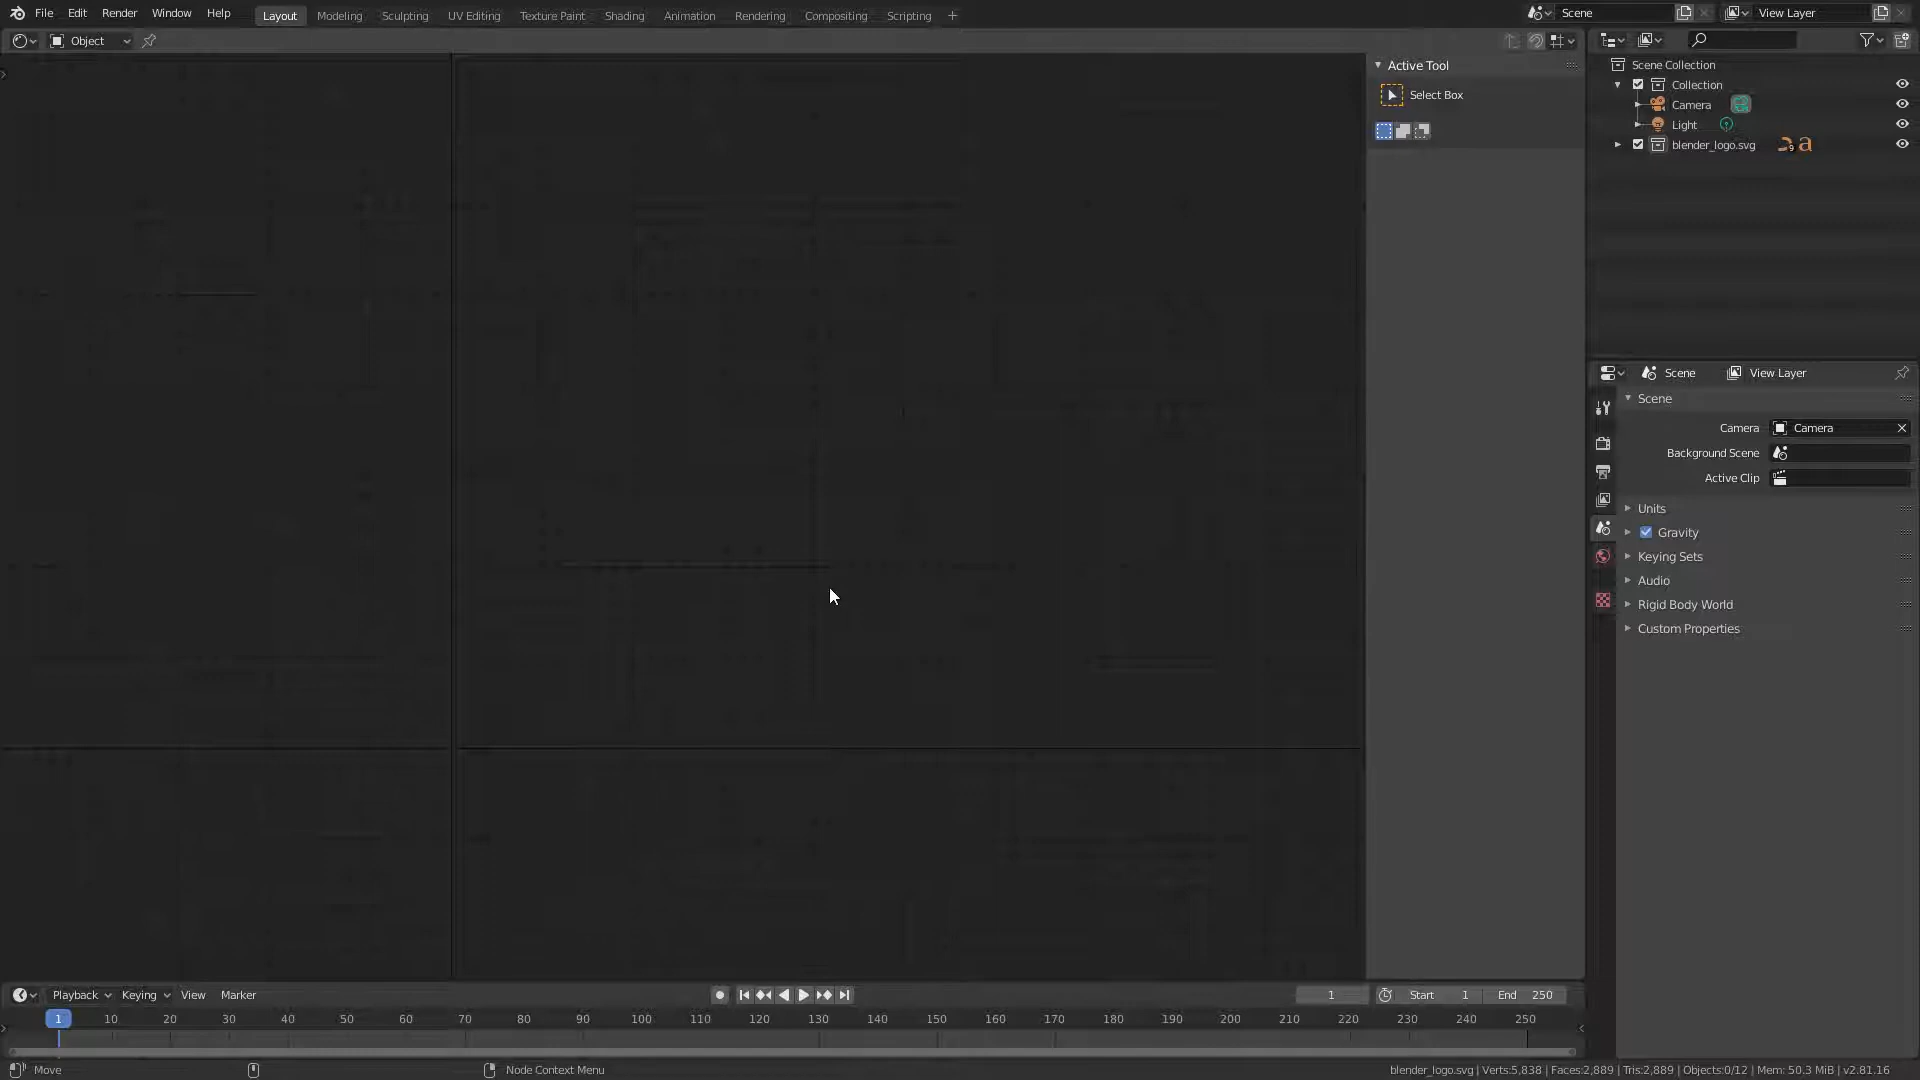 File Edit Render Window Help
Layout Modeling Sculpting UV Editing Texture Paint Shading Animation Rendering Compositing Scripting +
Scene
View Layer
Object
Active Tool
Select Box
Scene Collection
Collection
Camera
Light
blender_logo.svg
9
Scene View Layer
Scene
Camera Camera
Background Scene
Active Clip
Units
Gravity
Keying Sets
Audio
Rigid Body World
Custom Properties
Playback Keying View Marker
1 Start 1 End 250
1 10 20 30 40 50 60 70 80 90 100 110 120 130 140 150 160 170 180 190 200 210 220 230 240 250
Move Node Context Menu
blender_logo.svg | Verts:5,838 | Faces:2,889 | Tris:2,889 | Objects:0/12 | Mem: 50.3 MiB | v2.81.16